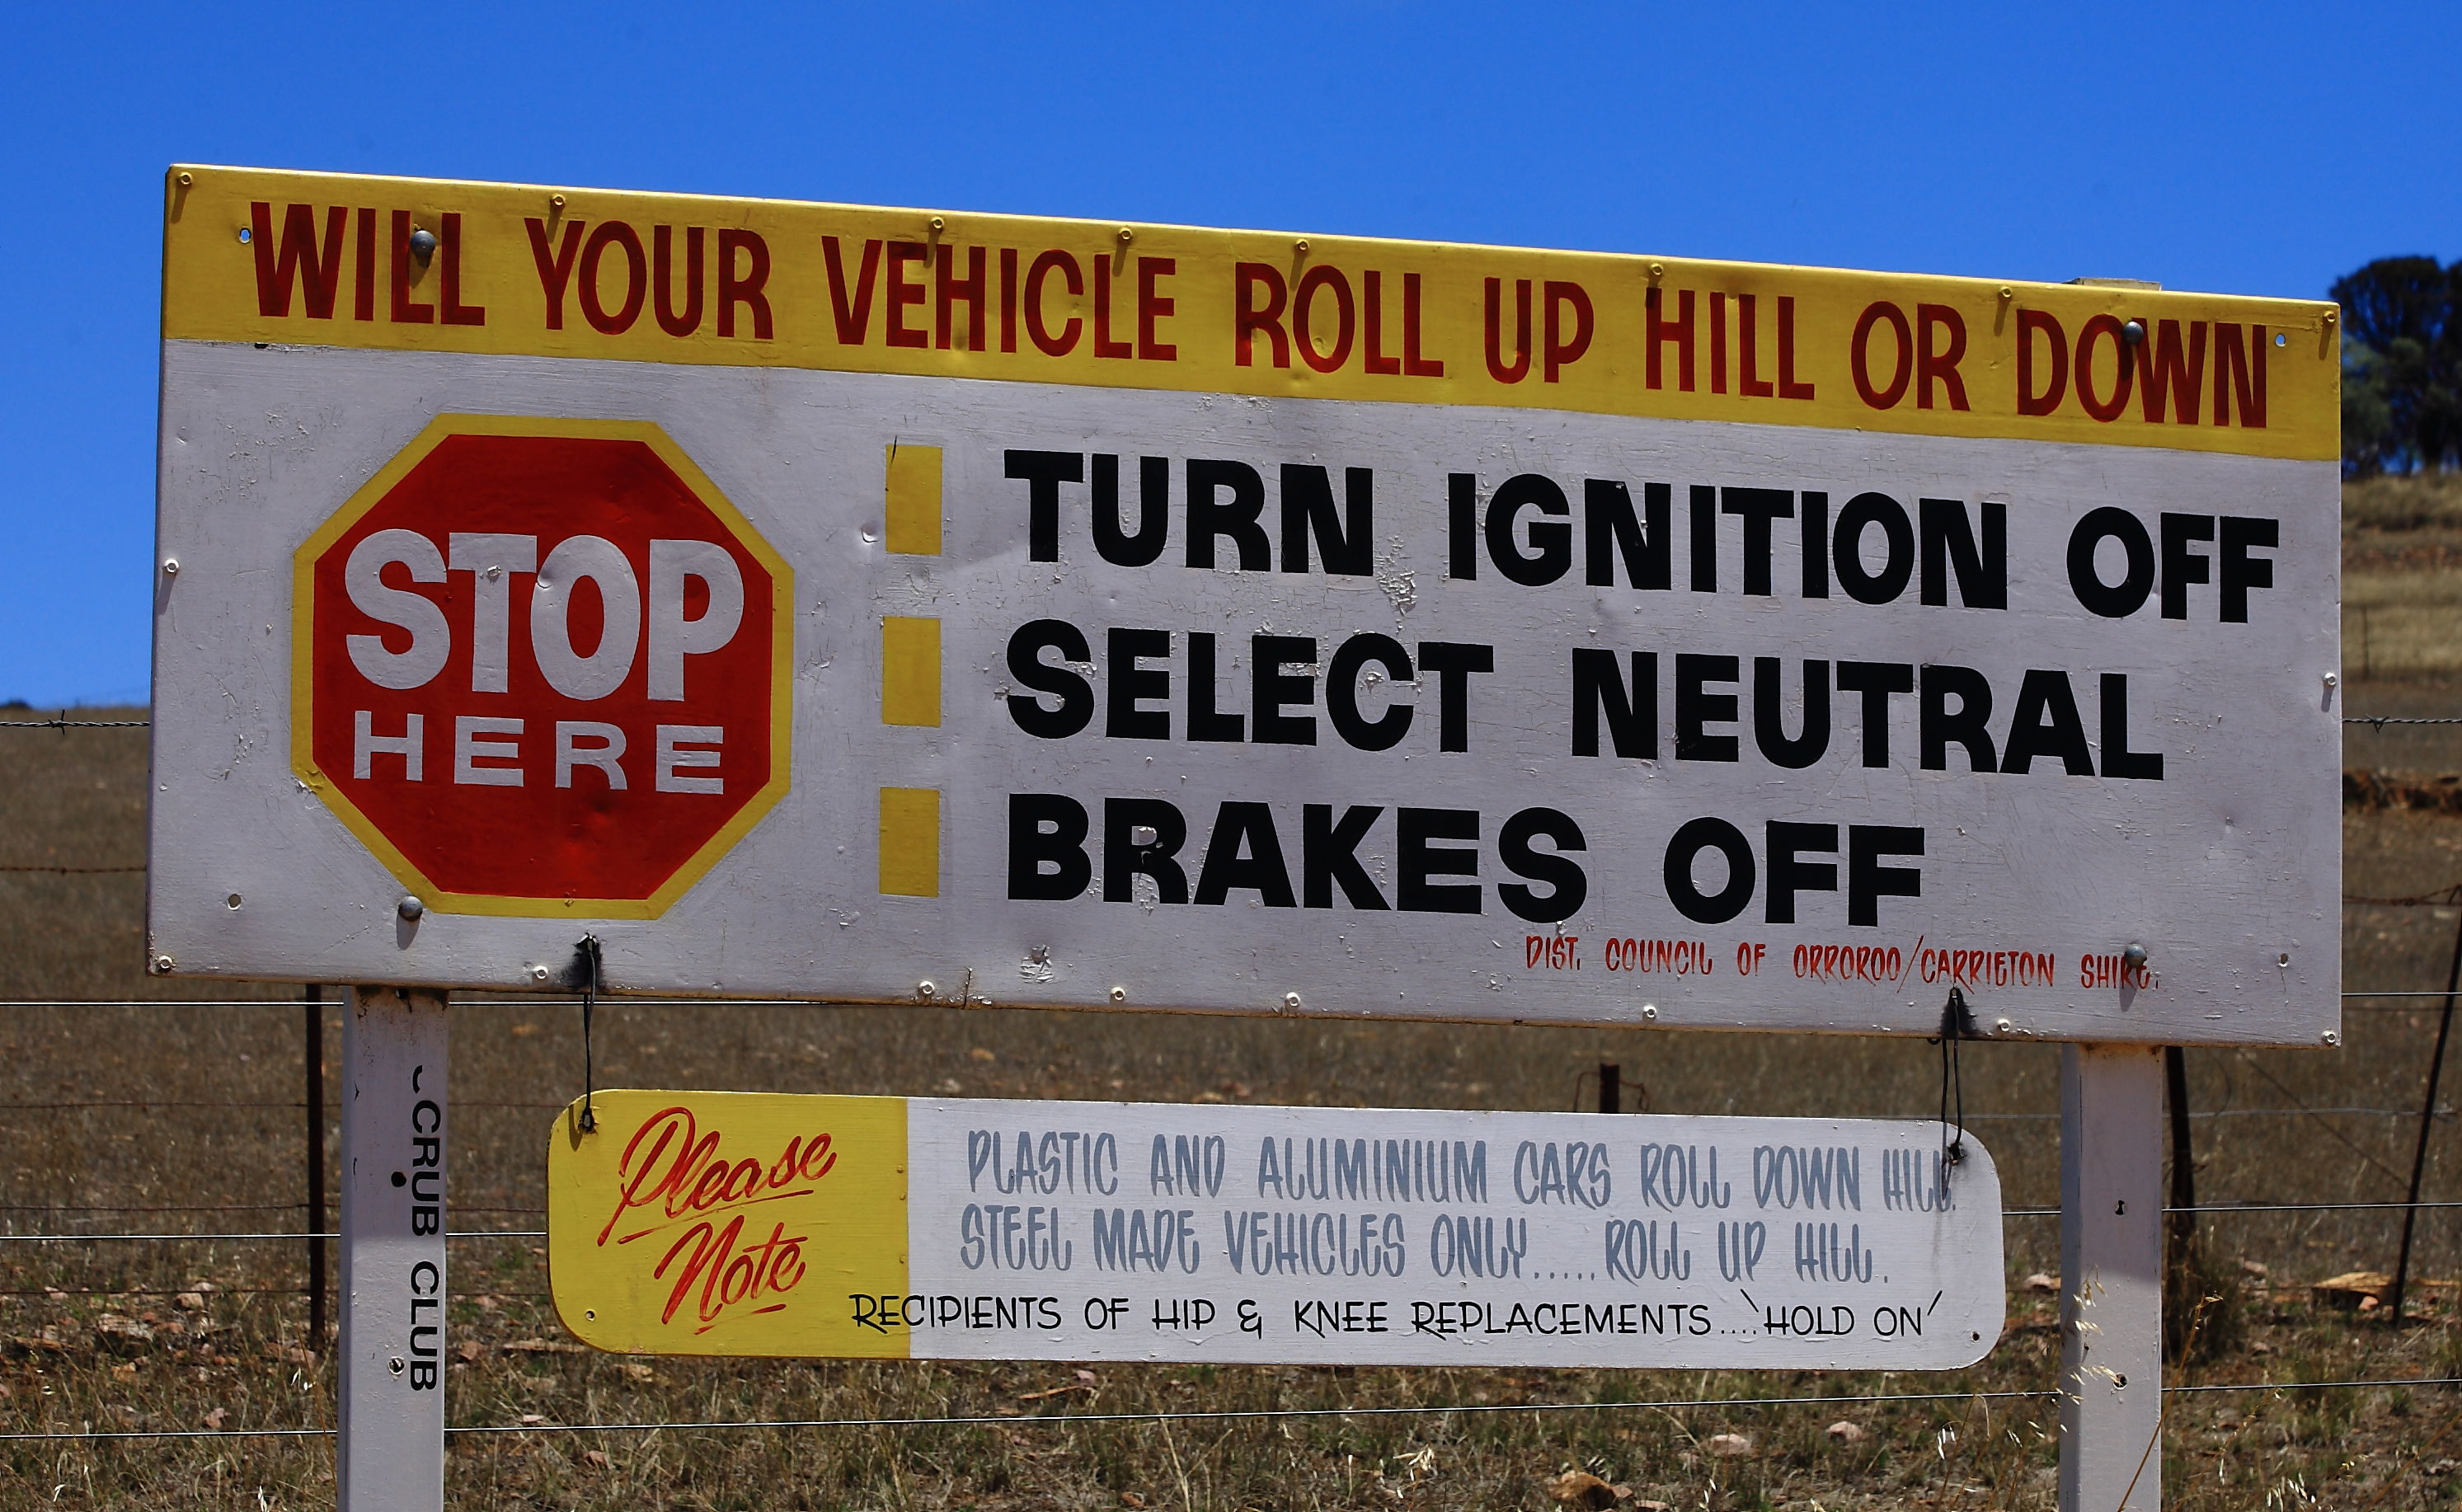 WILL YOUR VEHICLE ROLL UP HILL OR DOWN
STOP
HERE
TURN IGNITION OFF
SELECT NEUTRAL
BRAKES OFF
DIST. COUNCIL OF ORROROO/CARRIETON SHIRE.
Please
Note
PLASTIC AND ALUMINIUM CARS ROLL DOWN HILL.
STEEL MADE VEHICLES ONLY.....ROLL UP HILL.
RECIPIENTS OF HIP & KNEE REPLACEMENTS....'HOLD ON'
CRUB CLUB